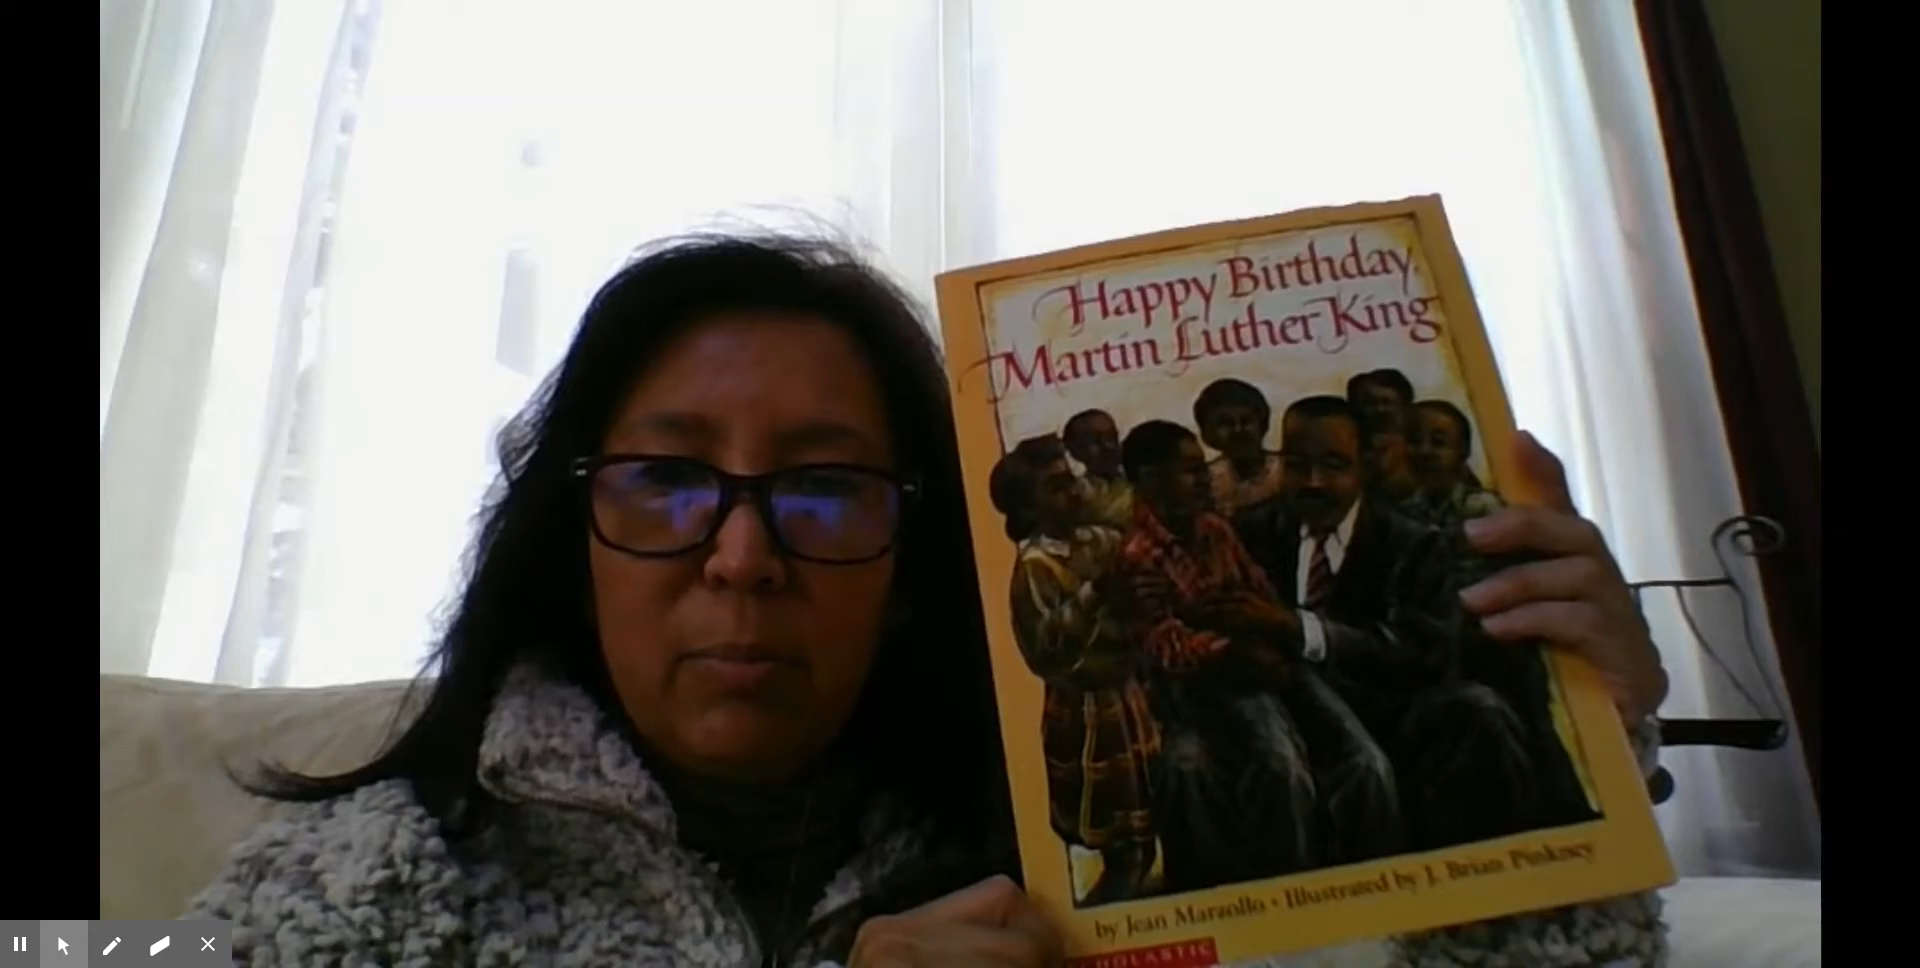 Happy Birthday,
Martin Luther King
by Jean Marzollo • Illustrated by J. Brian Pinkney
SCHOLASTIC